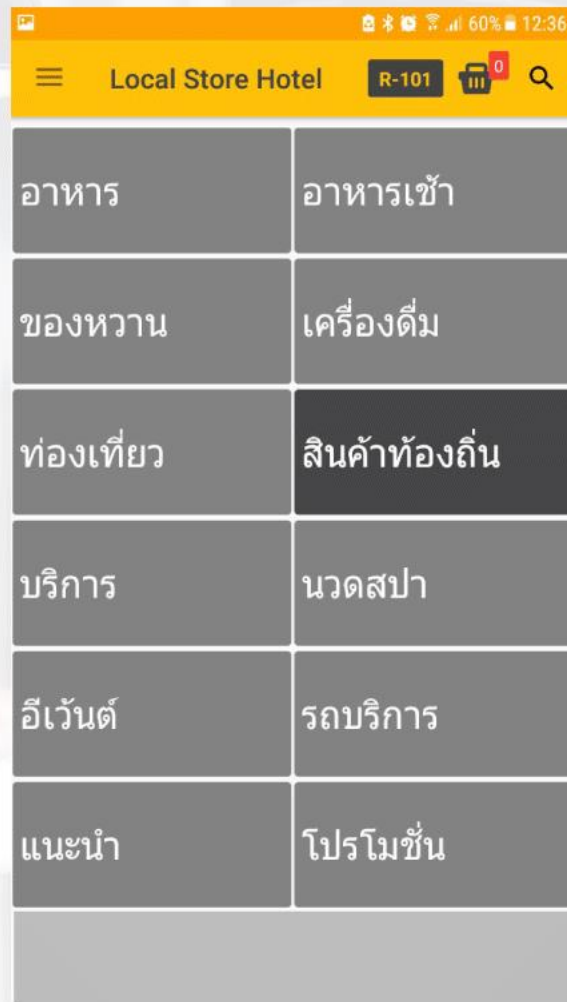 60% 12:36
Local Store Hotel R-101 0
อาหาร อาหารเช้า
ของหวาน เครื่องดื่ม
ท่องเที่ยว สินค้าท้องถิ่น
บริการ นวดสปา
อีเว้นต์ รถบริการ
แนะนำ โปรโมชั่น